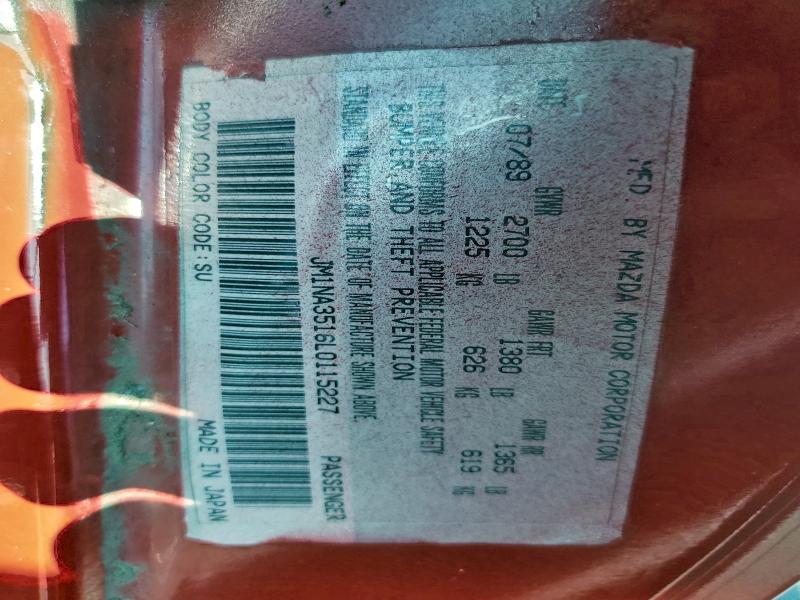 MFD. BY MAZDA MOTOR CORPORATION
DATE GVWR GAWR FRT GAWR RR
07/89 2700 LB 1380 LB 1365 LB
1225 KG 626 KG 619 KG
THIS VEHICLE CONFORMS TO ALL APPLICABLE FEDERAL MOTOR VEHICLE SAFETY
BUMPER AND THEFT PREVENTION
STANDARDS IN EFFECT ON THE DATE OF MANUFACTURE SHOWN ABOVE.
JM1NA3516L0115227 PASSENGER
BODY COLOR CODE:SU MADE IN JAPAN